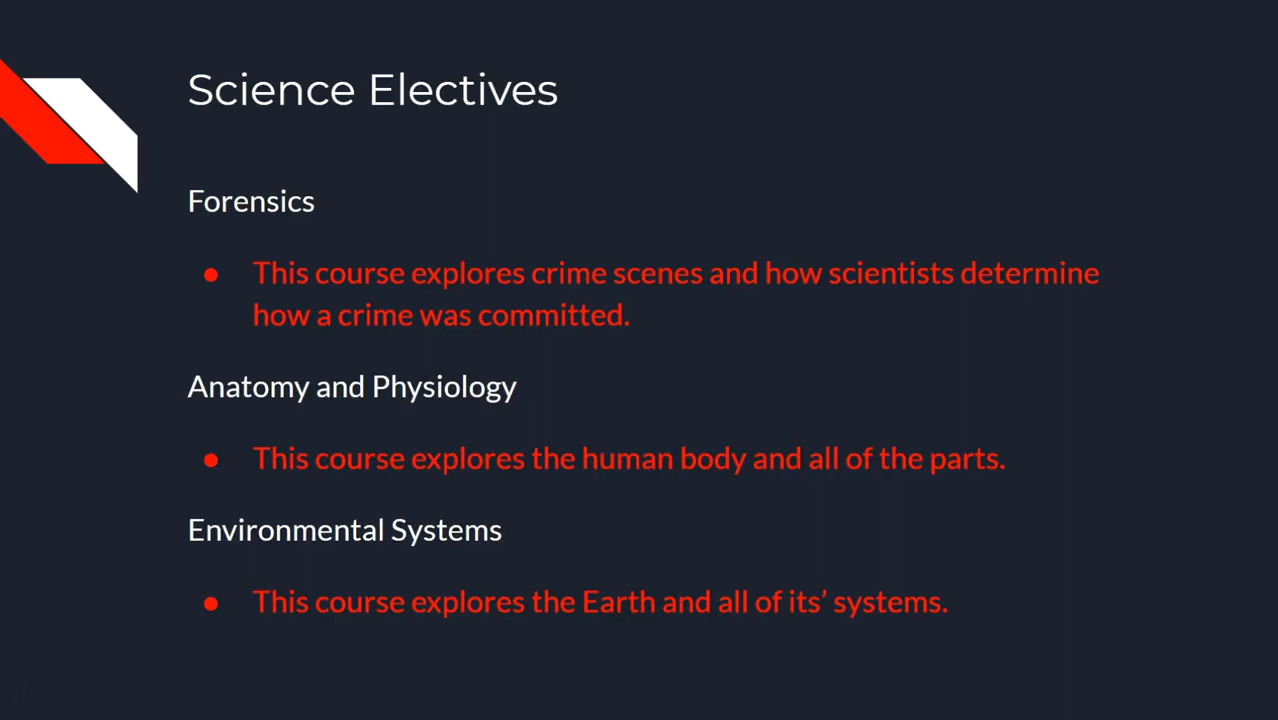 Science Electives
Forensics
● This course explores crime scenes and how scientists determine
how a crime was committed.
Anatomy and Physiology
● This course explores the human body and all of the parts.
Environmental Systems
● This course explores the Earth and all of its’ systems.